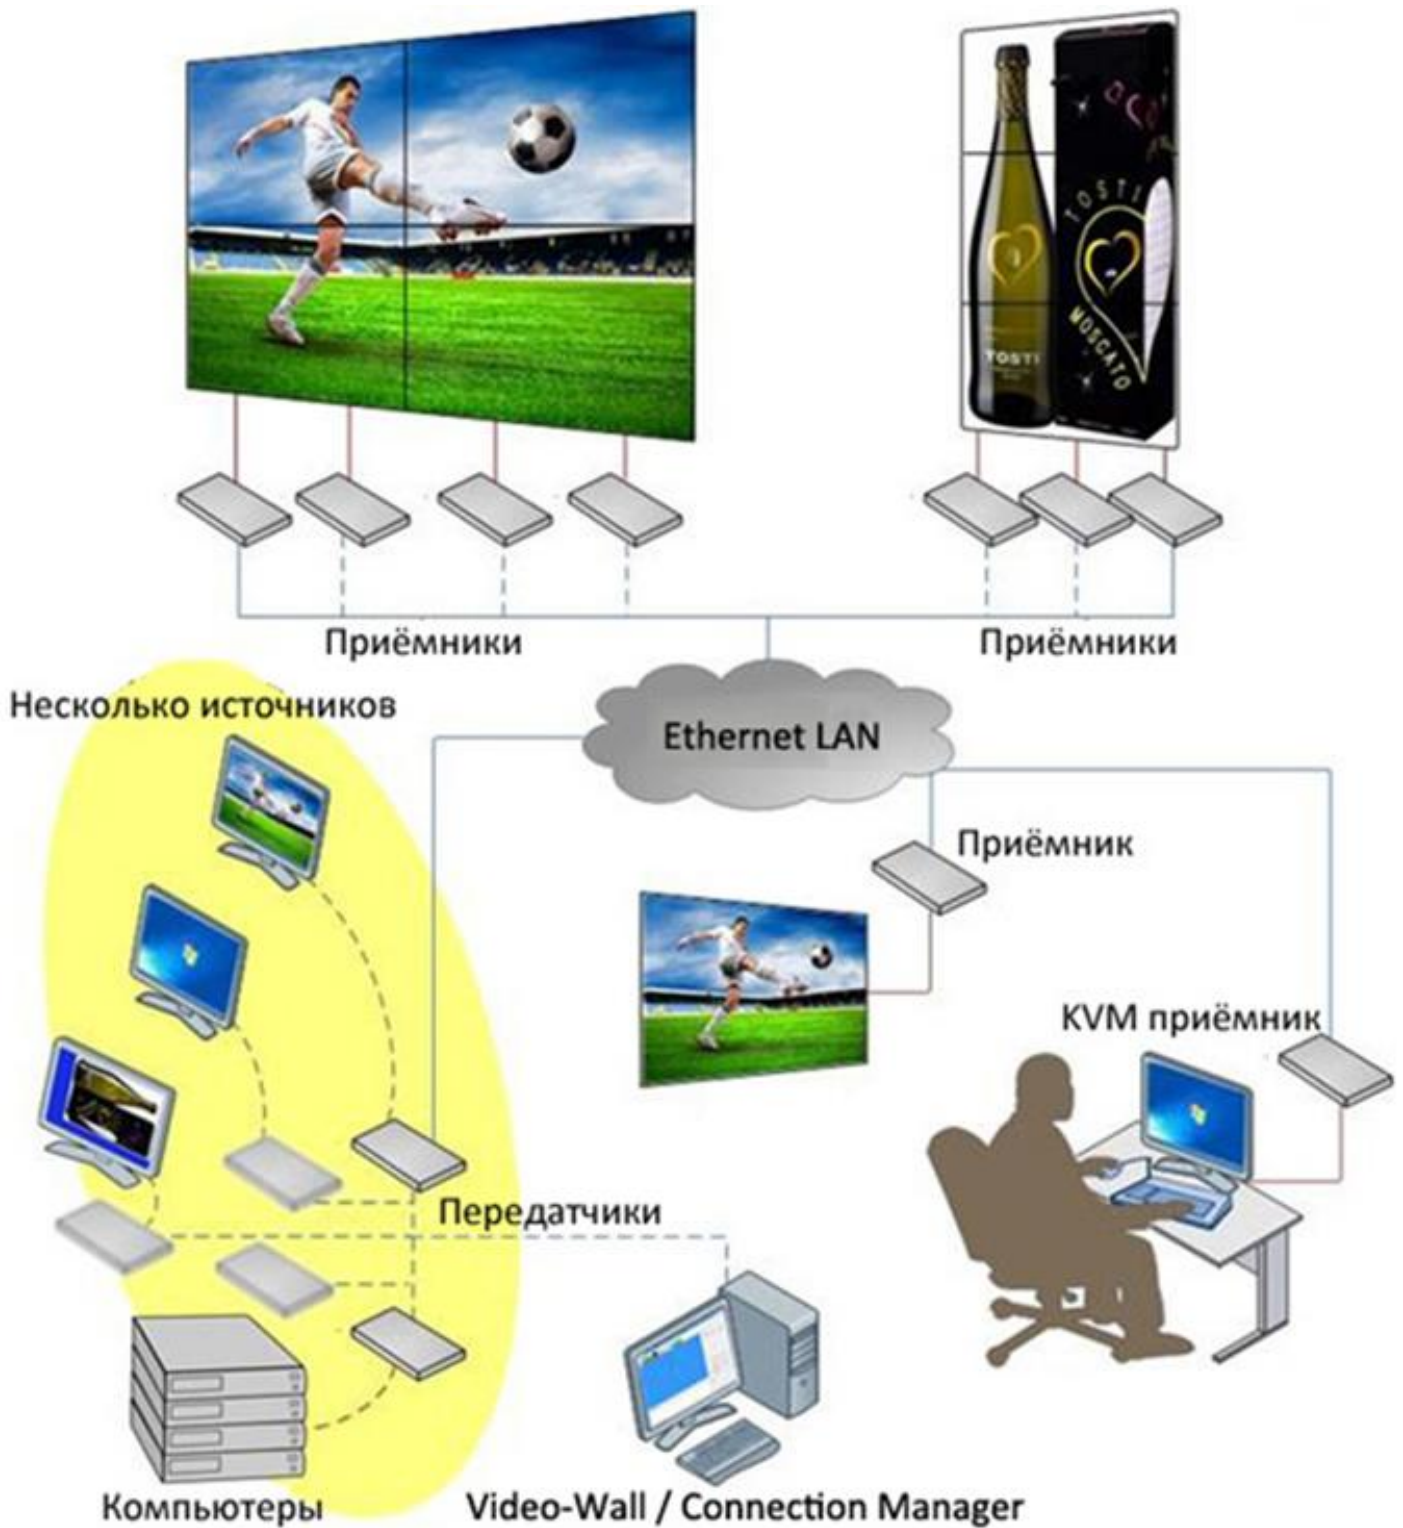 TOSTI
MOSCATO
TOSTI
Приёмники
Приёмники
Несколько источников
Ethernet LAN
Приёмник
KVM приёмник
Передатчики
Компьютеры
Video-Wall / Connection Manager